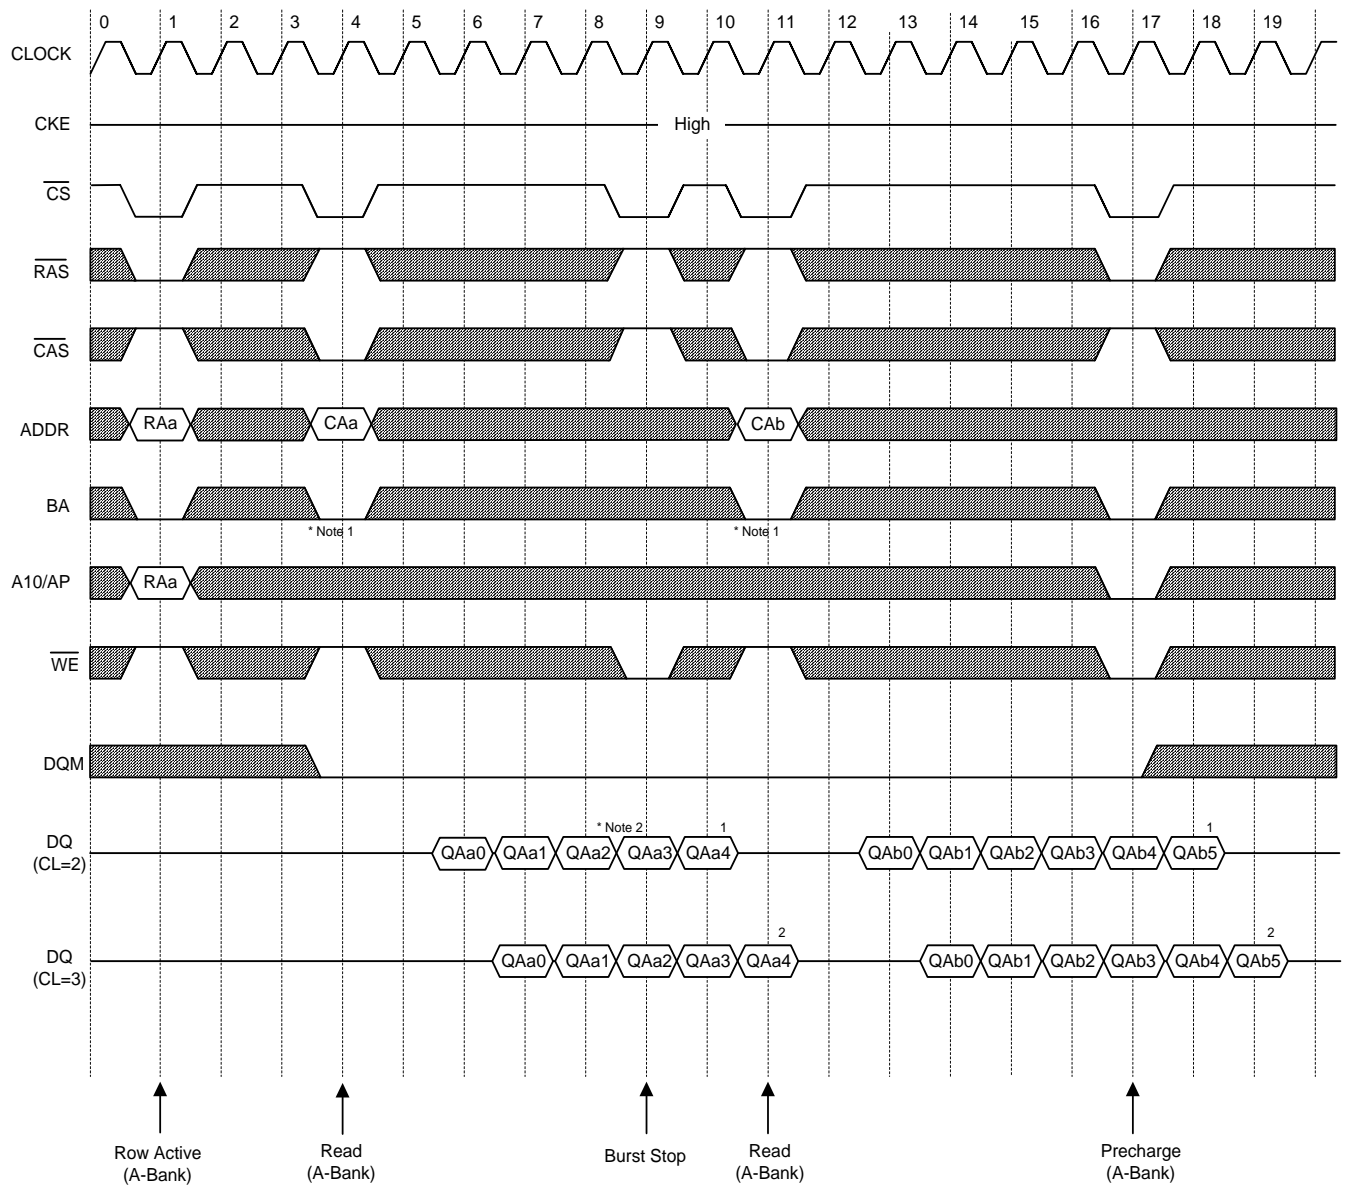 0 1 2 3 4 5 6 7 8 9 10 11 12 13 14 15 16 17 18 19
CLOCK
CKE
High
CS
RAS
CAS
ADDR
RAa
CAa
CAb
BA
* Note 1
* Note 1
A10/AP
RAa
WE
DQM
* Note 2
1
1
DQ
(CL=2)
QAa0 QAa1 QAa2 QAa3 QAa4
QAb0 QAb1 QAb2 QAb3 QAb4 QAb5
2
2
DQ
(CL=3)
QAa0 QAa1 QAa2 QAa3 QAa4
QAb0 QAb1 QAb2 QAb3 QAb4 QAb5
Row Active
(A-Bank)
Read
(A-Bank)
Burst Stop
Read
(A-Bank)
Precharge
(A-Bank)